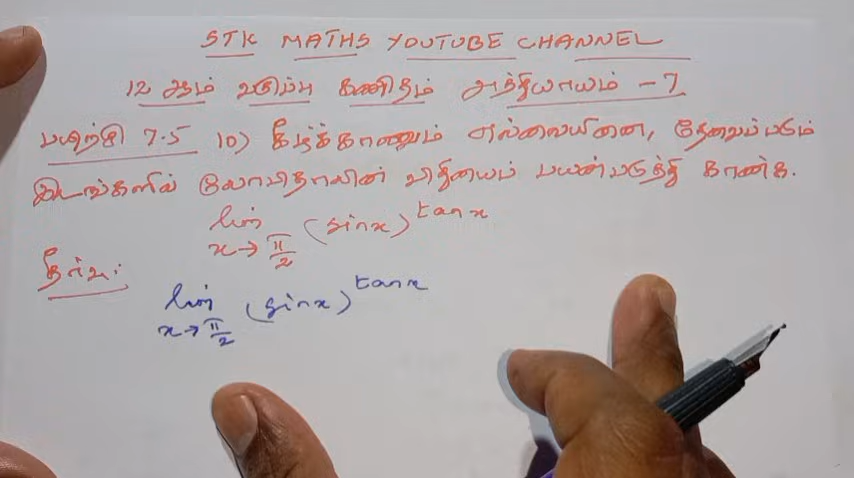 STK MATHS YOUTUBE CHANNEL
12 ஆம் வகுப்பு கணிதம் அத்தியாயம் - 7
பயிற்சி 7.5 10) கீழ்க்காணும் எல்லையினை, தேவைப்படும்
இடங்களில் லோபிதாலின் விதியைப் பயன்படுத்தி காண்க.
lim x→π/2 (sinx)^tanx
தீர்வு:
lim x→π/2 (sinx)^tanx